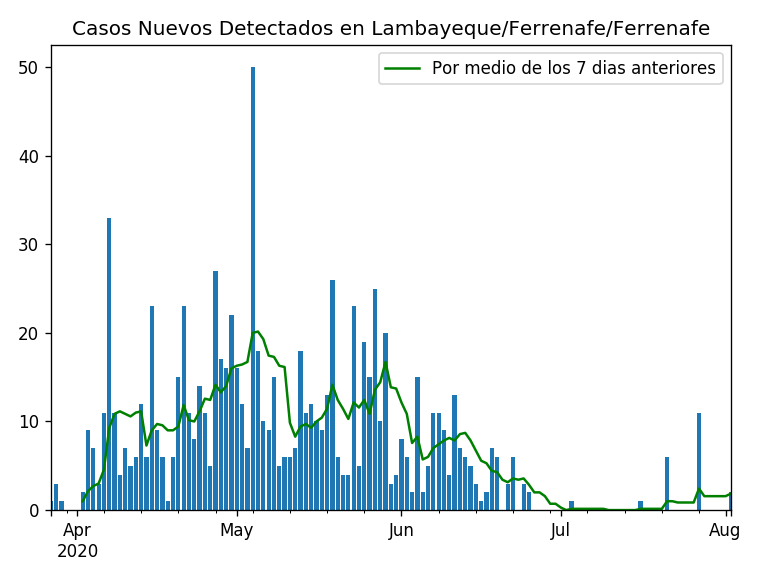 Casos Nuevos Detectados en Lambayeque/Ferrenafe/Ferrenafe
Por medio de los 7 dias anteriores
50
40
30
20
10
0
Apr
2020
May
Jun
Jul
Aug